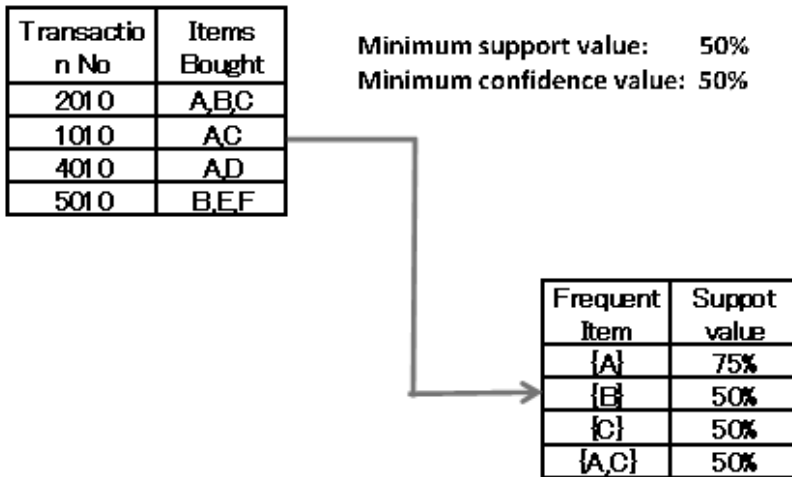 Transactio
n No
Items
Bought
Minimum support value: 50%
Minimum confidence value: 50%
2010 A,B,C
1010 A,C
4010 A,D
5010 B,E,F
Frequent
Item
Suppot
value
{A} 75%
{B} 50%
{C} 50%
{A,C} 50%